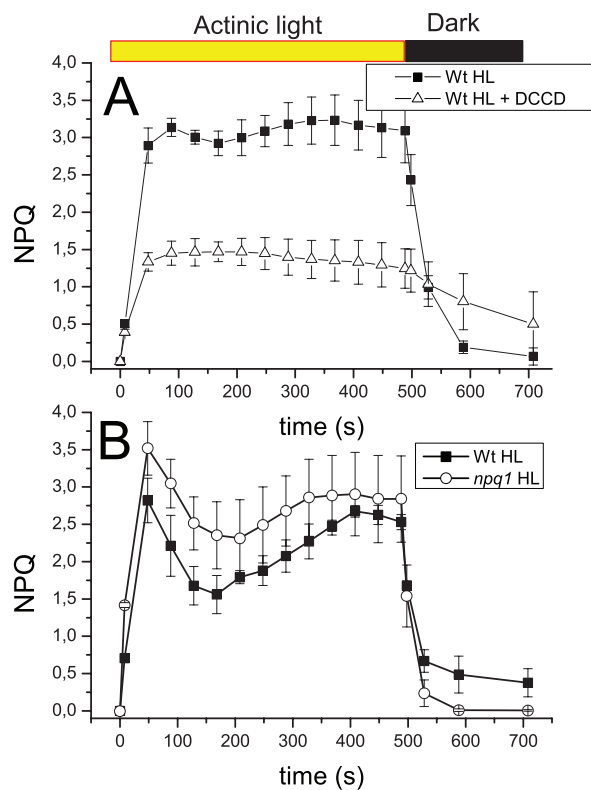 Actinic light
Dark
A
Wt HL
Wt HL + DCCD
4,0
3,5
3,0
2,5
2,0
1,5
1,0
0,5
0,0
NPQ
0 100 200 300 400 500 600 700
time (s)
B
Wt HL
npq1 HL
4,0
3,5
3,0
2,5
2,0
1,5
1,0
0,5
0,0
NPQ
0 100 200 300 400 500 600 700
time (s)